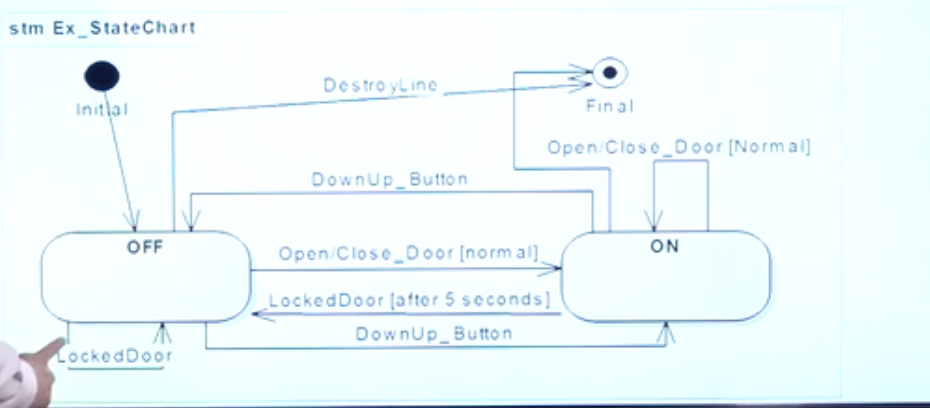 stm Ex_StateChart
Initial
DestroyLine
Final
Open/Close_Door [Normal]
DownUp_Button
OFF
ON
Open/Close_Door [normal]
LockedDoor [after 5 seconds]
DownUp_Button
LockedDoor